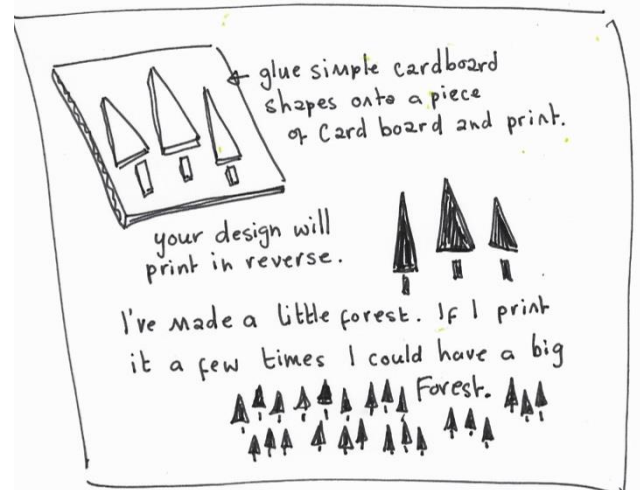 glue simple cardboard
shapes onto a piece
of Card board and print.
your design will
print in reverse.
I've made a little forest. If I print
it a few times I could have a big
Forest.